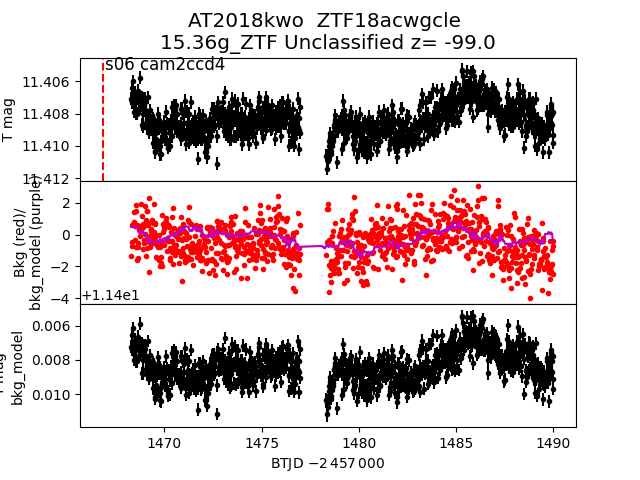 AT2018kwo  ZTF18acwgcle
15.36g_ZTF Unclassified z= -99.0
s06 cam2ccd4
11.406
11.408
11.410
11.412
T mag
2
0
−2
−4
Bkg (red)/
bkg_model (purple)
+1.14e1
0.006
0.008
0.010
bkg_model
1470
1475
1480
1485
1490
BTJD −2 457 000